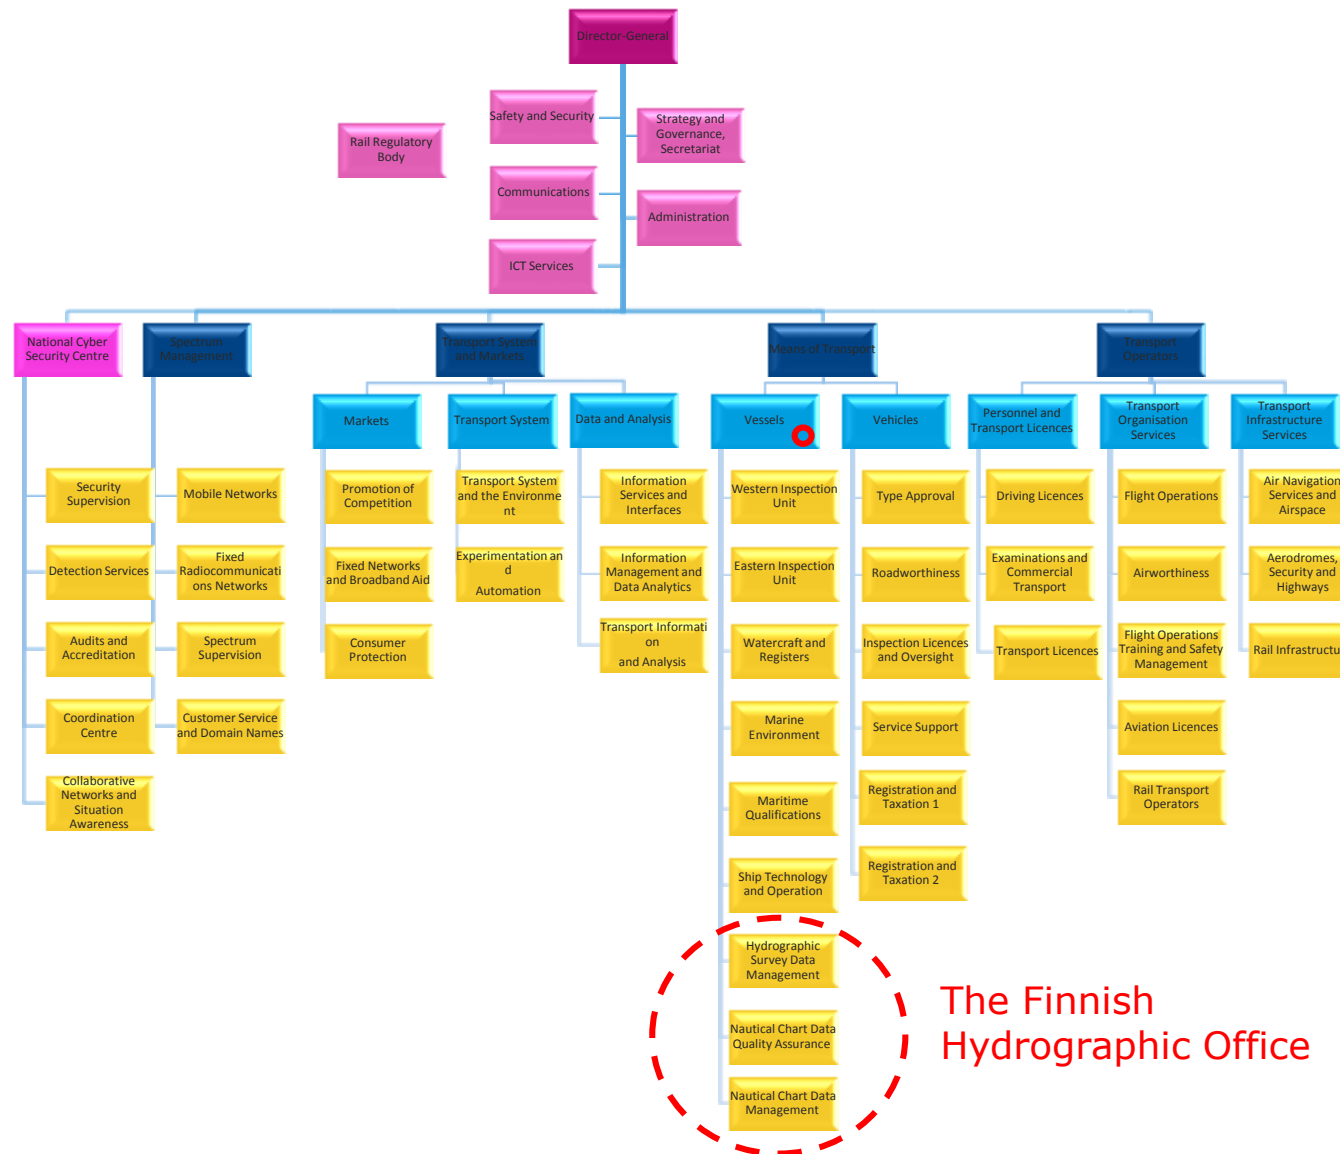 Director-General
Safety and Security
Strategy and
Governance,
Secretariat
Rail Regulatory
Body
Communications
Administration
ICT Services
National Cyber
Security Centre
Spectrum
Management
Transport System
and Markets
Means of Transport
Transport
Operators
Markets
Transport System
Data and Analysis
Vessels
Vehicles
Personnel and
Transport Licences
Transport
Organisation
Services
Transport
Infrastructure
Services
Security
Supervision
Detection Services
Audits and
Accreditation
Coordination
Centre
Collaborative
Networks and
Situation
Awareness
Mobile Networks
Fixed
Radiocommunicati
ons Networks
Spectrum
Supervision
Customer Service
and Domain Names
Promotion of
Competition
Fixed Networks
and Broadband Aid
Consumer
Protection
Transport System
and the Environme
nt
Experimentation an
d
Automation
Information
Services and
Interfaces
Information
Management and
Data Analytics
Transport Informati
on
and Analysis
Western Inspection
Unit
Eastern Inspection
Unit
Watercraft and
Registers
Marine
Environment
Maritime
Qualifications
Ship Technology
and Operation
Hydrographic
Survey Data
Management
Nautical Chart Data
Quality Assurance
Nautical Chart Data
Management
Type Approval
Roadworthiness
Inspection Licences
and Oversight
Service Support
Registration and
Taxation 1
Registration and
Taxation 2
Driving Licences
Examinations and
Commercial
Transport
Transport Licences
Flight Operations
Airworthiness
Flight Operations
Training and Safety
Management
Aviation Licences
Rail Transport
Operators
Air Navigation
Services and
Airspace
Aerodromes,
Security and
Highways
Rail Infrastructu
The Finnish
Hydrographic Office